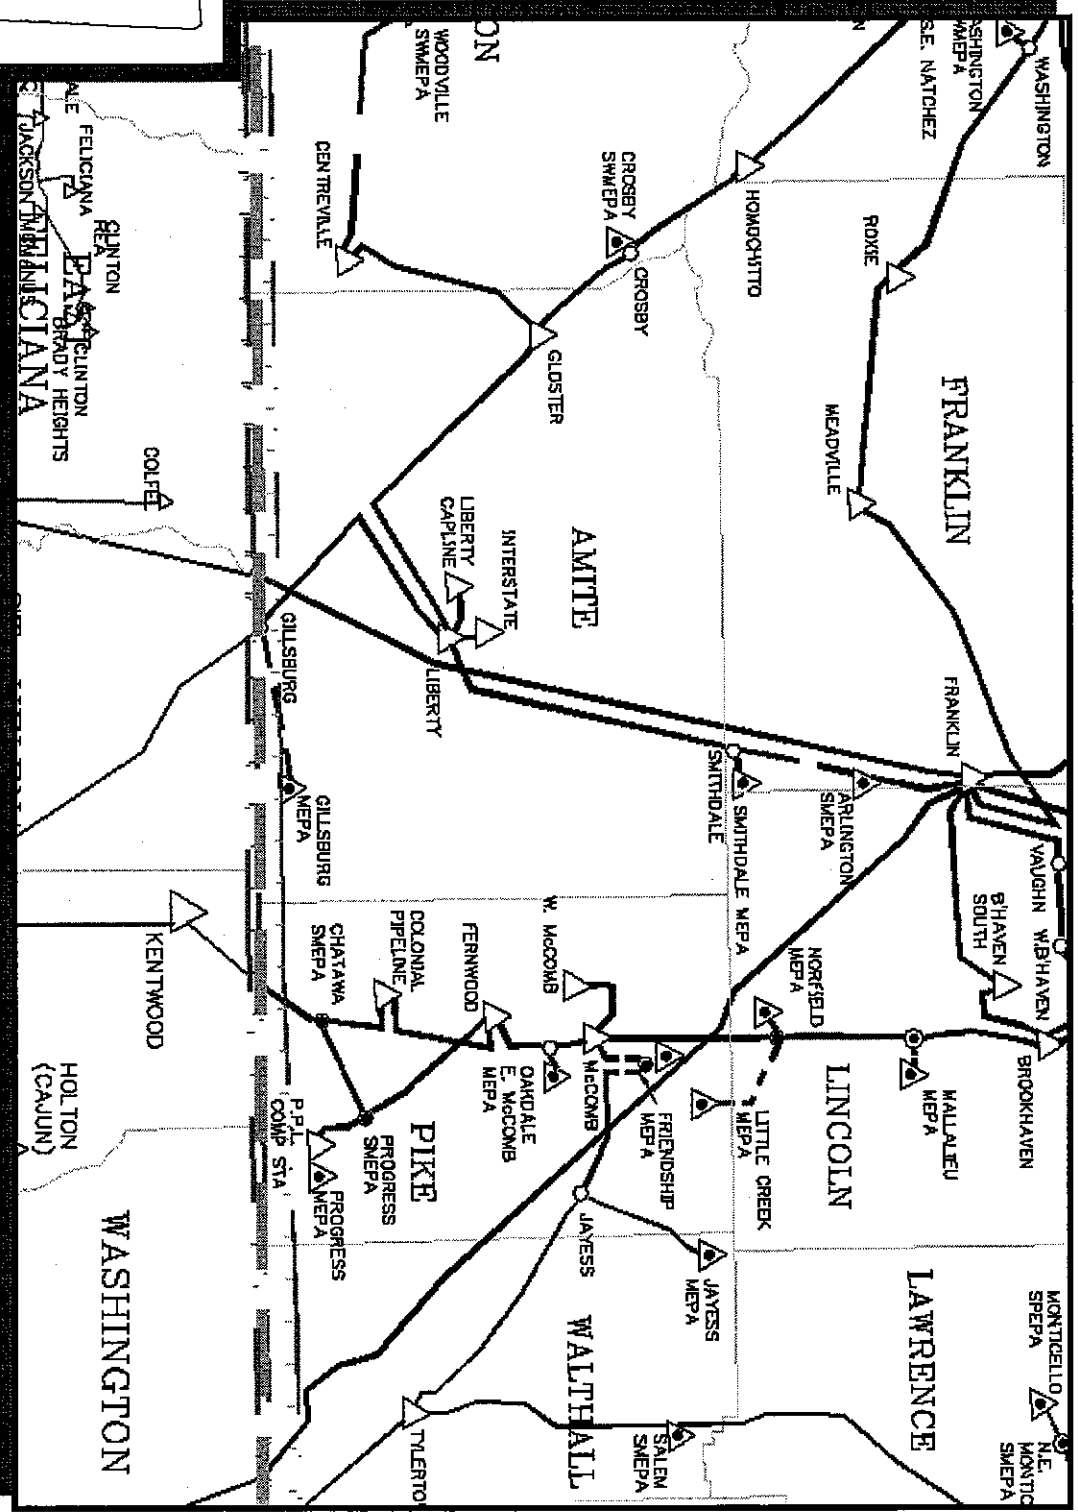 WASHINGTON
WOODVILLE
SWMEPA
S.E. NATCHEZ
CENTREVILLE
CROSBY
SWMEPA
CROSBY
HOMOCHITTO
ROXIE
GLOSTER
MEADVILLE
FRANKLIN
FELICIANA
CLINTON
BRADY HEIGHTS
COLFEL
LIBERTY
CAPLINE
INTERSTATE
AMITE
LIBERTY
GILLSBURG
GILLSBURG
MEPA
FRANKLIN
SMITHDALE
SMITHDALE MEPA
ARLINGTON
SMEPA
VAUGHN
W.B'HAVEN
B'HAVEN
SOUTH
BROOKHAVEN
KENTWOOD
CHATAWA
SMEPA
COLONIAL
PIPELINE
FERNWOOD
W. McCOMB
McCOMB
NORFIELD
MEPA
LINCOLN
MALLALIEU
MEPA
OAKDALE
E. McCOMB
MEPA
FRIENDSHIP
MEPA
LITTLE CREEK
MEPA
PIKE
PROGRESS
SMEPA
P.P.L.
COMP STA
PROGRESS
MEPA
HOLTON
(CAJUN)
WASHINGTON
JAYESS
JAYESS
MEPA
WALTHALL
LAWRENCE
SALEM
SMEPA
MONTICELLO
SPEPA
N.E.
MONTIC
SMEPA
TYLERTO